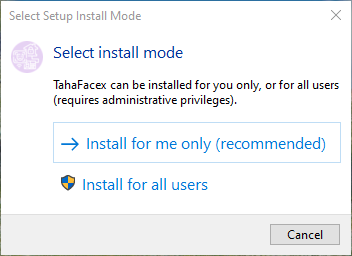 Select Setup Install Mode
Select install mode
TahaFacex can be installed for you only, or for all users
(requires administrative privileges).
Install for me only (recommended)
Install for all users
Cancel